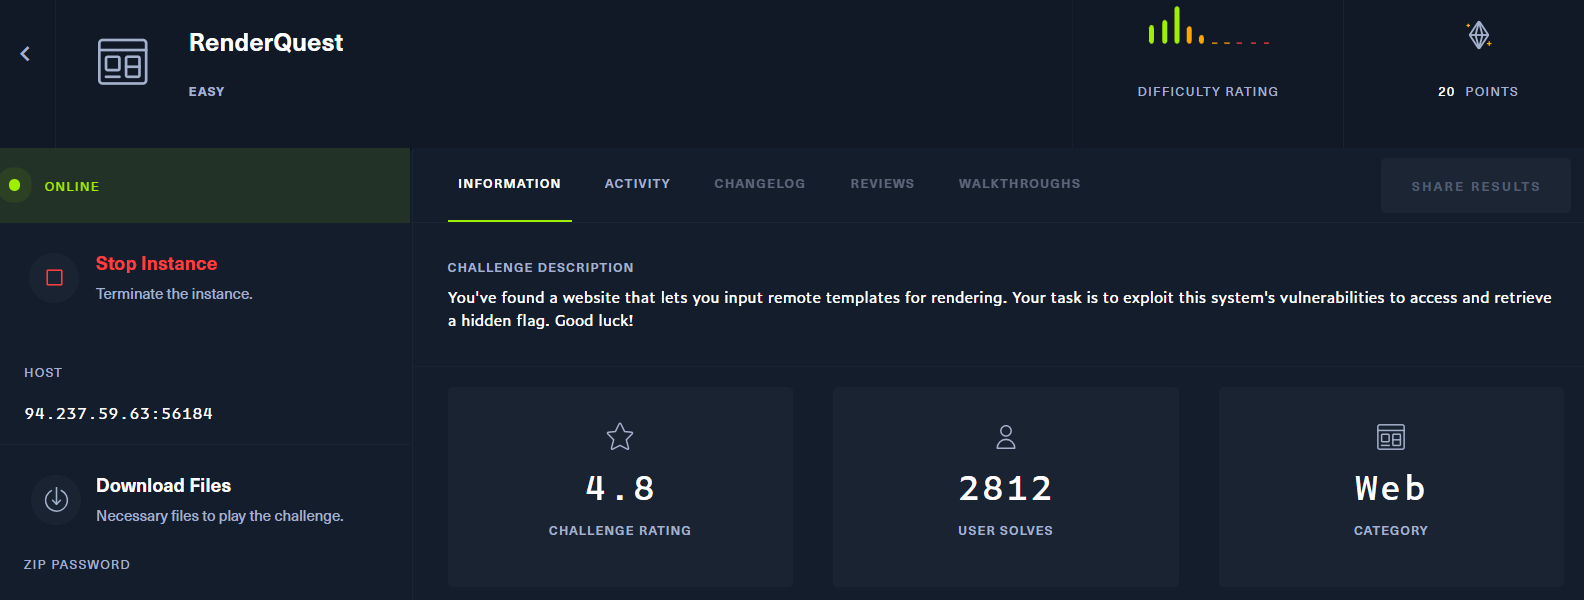 RenderQuest
EASY
DIFFICULTY RATING
20 POINTS
ONLINE
Stop Instance
Terminate the instance.
HOST
94.237.59.63:56184
Download Files
Necessary files to play the challenge.
ZIP PASSWORD
INFORMATION
ACTIVITY
CHANGELOG
REVIEWS
WALKTHROUGHS
SHARE RESULTS
CHALLENGE DESCRIPTION
You've found a website that lets you input remote templates for rendering. Your task is to exploit this system's vulnerabilities to access and retrieve
a hidden flag. Good luck!
4.8
CHALLENGE RATING
2812
USER SOLVES
Web
CATEGORY